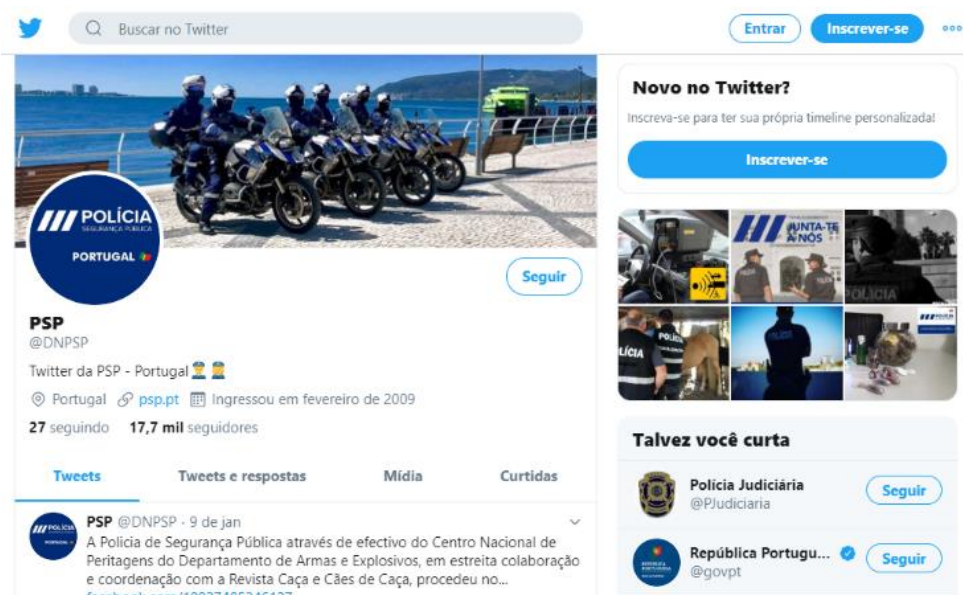 Buscar no Twitter
Entrar
Inscrever-se
POLÍCIA
SEGURANÇA PÚBLICA
PORTUGAL
Seguir
PSP
@DNPSP
Twitter da PSP - Portugal
Portugal psp.pt Ingressou em fevereiro de 2009
27 seguindo 17,7 mil seguidores
Tweets Tweets e respostas Mídia Curtidas
PSP @DNPSP · 9 de jan
A Polícia de Segurança Pública através de efectivo do Centro Nacional de
Peritagens do Departamento de Armas e Explosivos, em estreita colaboração
e coordenação com a Revista Caça e Cães de Caça, procedeu no...
Novo no Twitter?
Inscreva-se para ter sua própria timeline personalizada!
Inscrever-se
JUNTA-TE
A NÓS
POLÍCIA
LÍCIA
POLÍCIA
Talvez você curta
Polícia Judiciária
@PJudiciaria
Seguir
República Portugu...
@govpt
Seguir